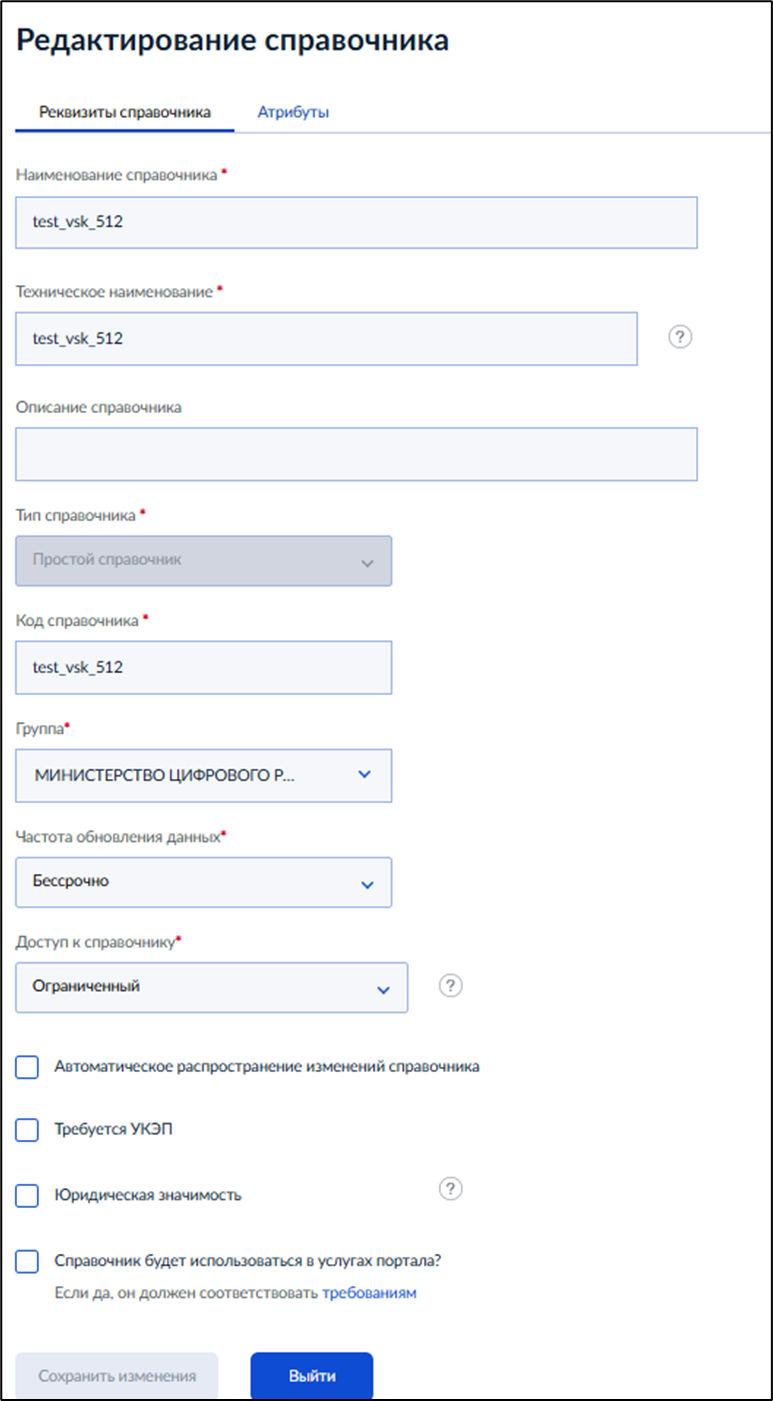 Редактирование справочника
Реквизиты справочника Атрибуты
Наименование справочника *
test_vsk_512
Техническое наименование *
test_vsk_512
?
Описание справочника
Тип справочника *
Простой справочник
Код справочника *
test_vsk_512
Группа*
МИНИСТЕРСТВО ЦИФРОВОГО Р...
Частота обновления данных*
Бессрочно
Доступ к справочнику*
Ограниченный
?
Автоматическое распространение изменений справочника
Требуется УКЭП
Юридическая значимость
?
Справочник будет использоваться в услугах портала?
Если да, он должен соответствовать требованиям
Сохранить изменения Выйти